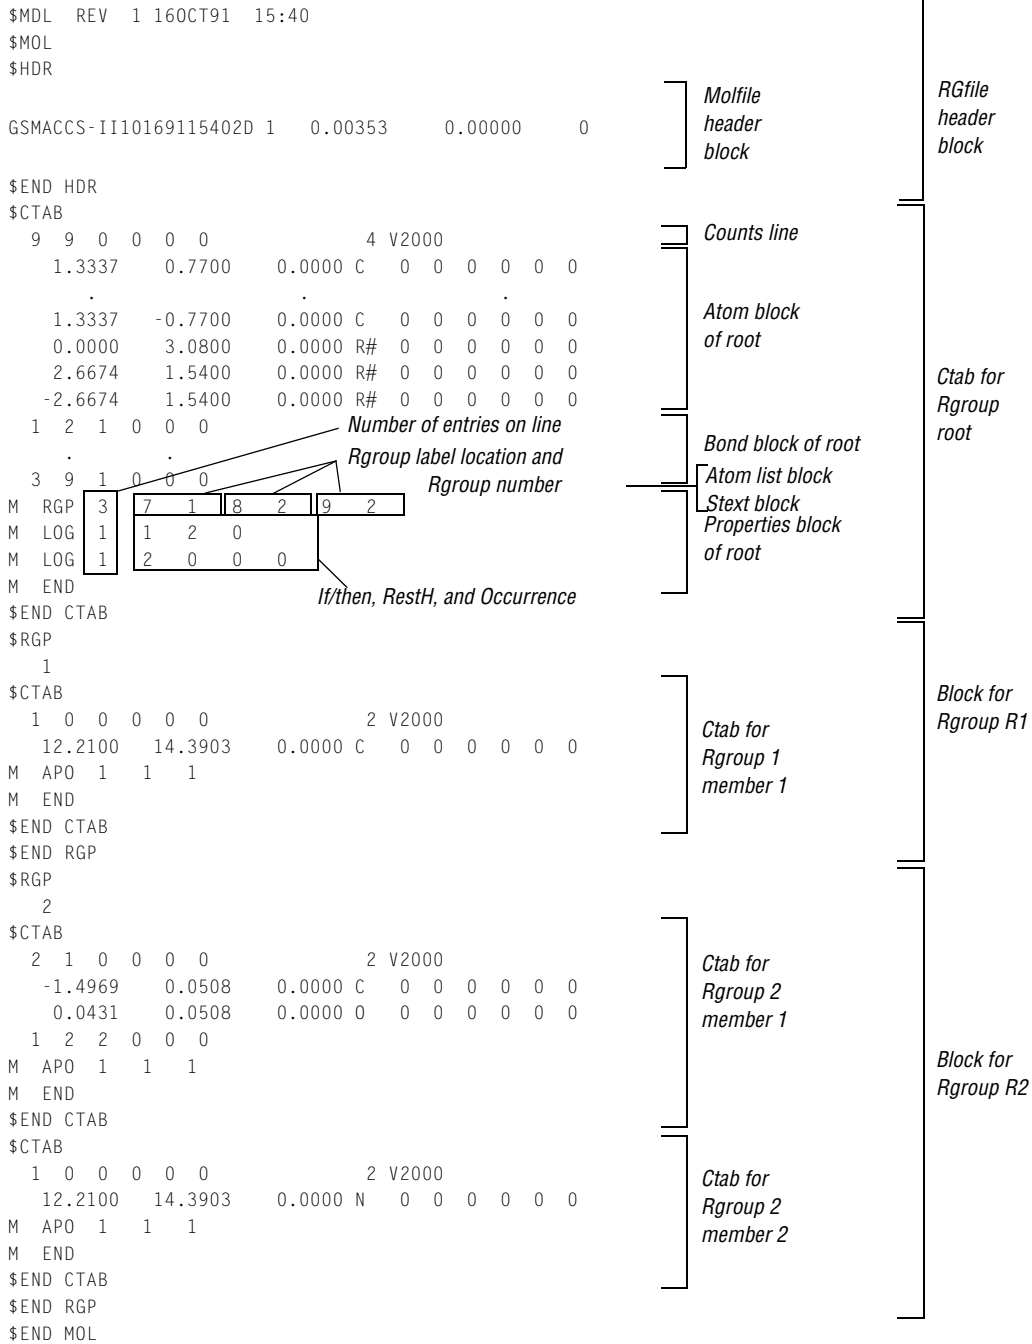 $MDL  REV  1 16OCT91  15:40
$MOL
$HDR
Molfile
header
block
RGfile
header
block
GSMACCS-II10169115402D 1   0.00353     0.00000     0
$END HDR
$CTAB
  9  9  0  0  0  0              4 V2000
Counts line
    1.3337    0.7700    0.0000 C   0  0  0  0  0  0
       .                  .                 .
    1.3337   -0.7700    0.0000 C   0  0  0  0  0  0
    0.0000    3.0800    0.0000 R#  0  0  0  0  0  0
    2.6674    1.5400    0.0000 R#  0  0  0  0  0  0
   -2.6674    1.5400    0.0000 R#  0  0  0  0  0  0
Atom block
of root
Ctab for
Rgroup
root
  1  2  1  0  0  0
     .        .
  3  9  1  0  0  0
Number of entries on line
Rgroup label location and
Rgroup number
Bond block of root
Atom list block
Stext block
Properties block
of root
M  RGP  3   7   1   8   2   9   2
M  LOG  1   1   2   0
M  LOG  1   2   0   0   0
M  END
If/then, RestH, and Occurrence
$END CTAB
$RGP
   1
$CTAB
  1  0  0  0  0  0              2 V2000
   12.2100   14.3903    0.0000 C   0  0  0  0  0  0
M  APO  1   1   1
M  END
$END CTAB
$END RGP
Ctab for
Rgroup 1
member 1
Block for
Rgroup R1
$RGP
   2
$CTAB
  2  1  0  0  0  0              2 V2000
   -1.4969    0.0508    0.0000 C   0  0  0  0  0  0
    0.0431    0.0508    0.0000 O   0  0  0  0  0  0
  1  2  2  0  0  0
M  APO  1   1   1
M  END
$END CTAB
Ctab for
Rgroup 2
member 1
Block for
Rgroup R2
$CTAB
  1  0  0  0  0  0              2 V2000
   12.2100   14.3903    0.0000 N   0  0  0  0  0  0
M  APO  1   1   1
M  END
$END CTAB
Ctab for
Rgroup 2
member 2
$END RGP
$END MOL